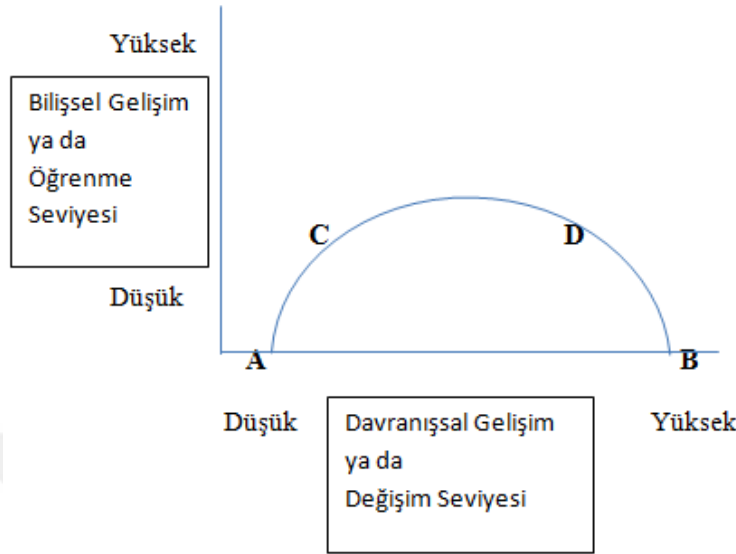 Yüksek
Bilişsel Gelişim
ya da
Öğrenme
Seviyesi
C
D
Düşük
A
B
Düşük
Davranışsal Gelişim
ya da
Değişim Seviyesi
Yüksek